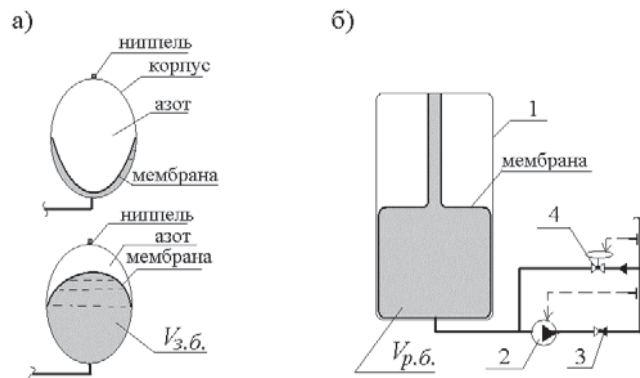 а)
ниппель
корпус
азот
мембрана
ниппель
азот
мембрана
Vз.б.
б)
1
мембрана
4
Vр.б.
2
3